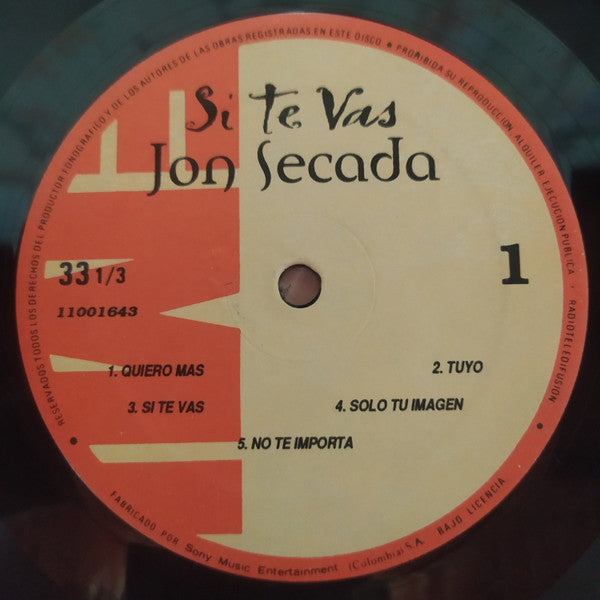 RESERVADOS TODOS LOS DERECHOS DEL PRODUCTOR FONOGRAFICO Y DE LOS AUTORES DE LAS OBRAS REGISTRADAS EN ESTE DISCO • PROHIBIDA SU REPRODUCCION ALQUILER EJECUCION PUBLICA • RADIOTELEDIFUSION
Si Te Vas
Jon Secada
33 1/3
1
11001643
1. QUIERO MAS
2. TUYO
3. SI TE VAS
4. SOLO TU IMAGEN
5. NO TE IMPORTA
FABRICADO POR Sony Music Entertainment (Colombia) S.A. BAJO LICENCIA